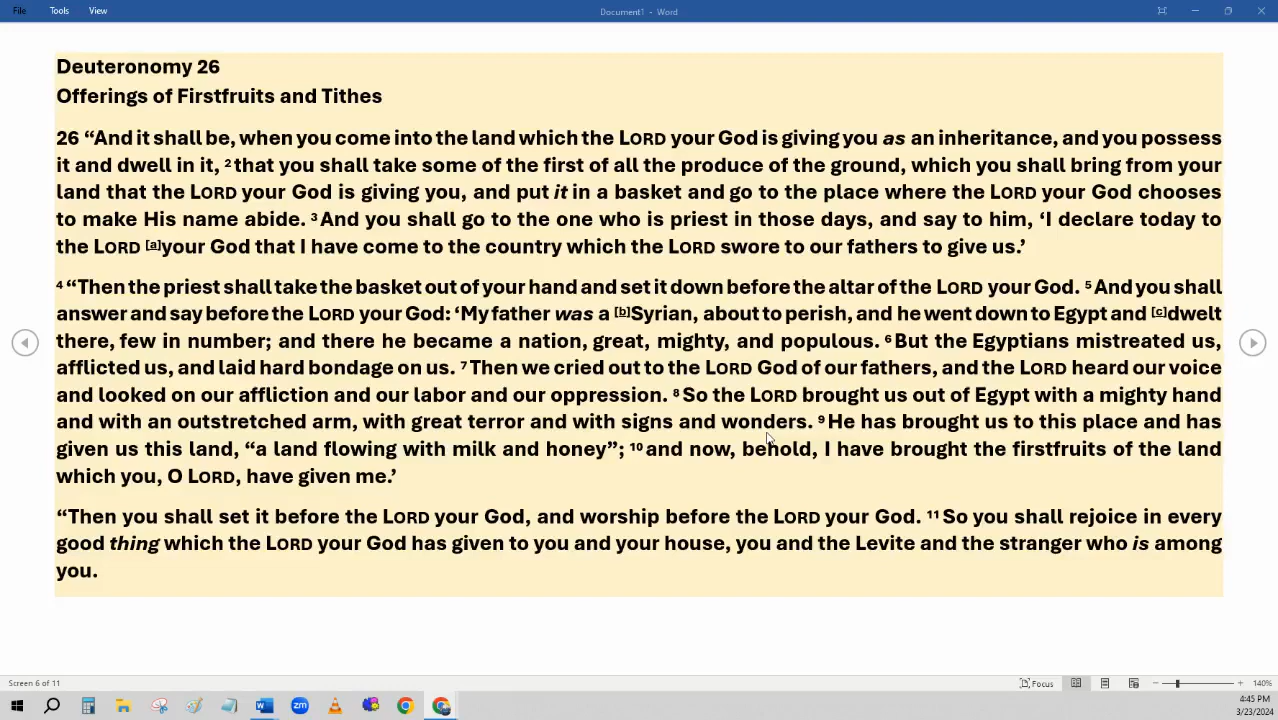 File Tools View Document1 - Word
Deuteronomy 26
Offerings of Firstfruits and Tithes
26 “And it shall be, when you come into the land which the LORD your God is giving you as an inheritance, and you possess
it and dwell in it, 2 that you shall take some of the first of all the produce of the ground, which you shall bring from your
land that the LORD your God is giving you, and put it in a basket and go to the place where the LORD your God chooses
to make His name abide. 3 And you shall go to the one who is priest in those days, and say to him, ‘I declare today to
the LORD [a]your God that I have come to the country which the LORD swore to our fathers to give us.’
4 “Then the priest shall take the basket out of your hand and set it down before the altar of the LORD your God. 5 And you shall
answer and say before the LORD your God: ‘My father was a [b]Syrian, about to perish, and he went down to Egypt and [c]dwelt
there, few in number; and there he became a nation, great, mighty, and populous. 6 But the Egyptians mistreated us,
afflicted us, and laid hard bondage on us. 7 Then we cried out to the LORD God of our fathers, and the LORD heard our voice
and looked on our affliction and our labor and our oppression. 8 So the LORD brought us out of Egypt with a mighty hand
and with an outstretched arm, with great terror and with signs and wonders. 9 He has brought us to this place and has
given us this land, “a land flowing with milk and honey”; 10 and now, behold, I have brought the firstfruits of the land
which you, O LORD, have given me.’
“Then you shall set it before the LORD your God, and worship before the LORD your God. 11 So you shall rejoice in every
good thing which the LORD your God has given to you and your house, you and the Levite and the stranger who is among
you.
Screen 6 of 11 Focus 140%
zm
4:45 PM
3/23/2024